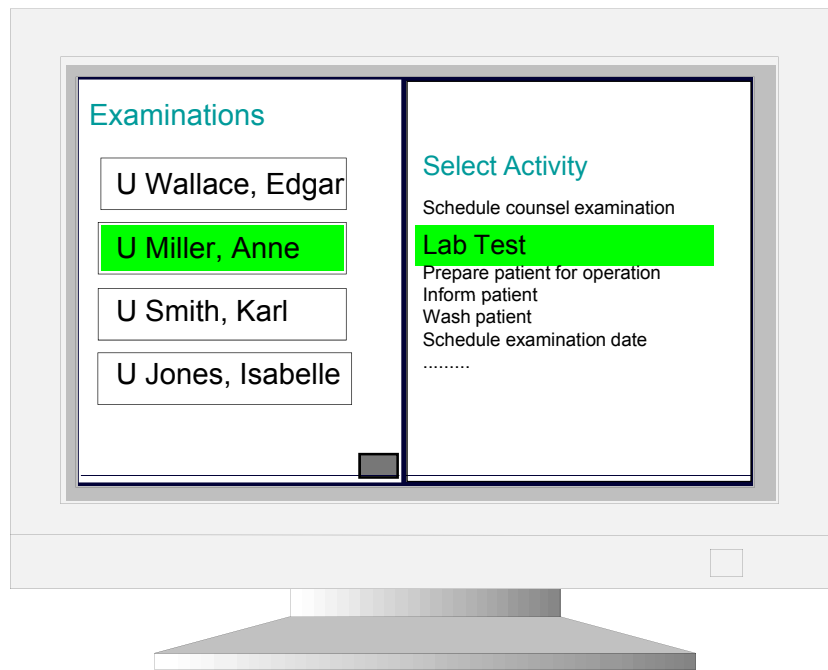 Examinations
U Wallace, Edgar
U Miller, Anne
U Smith, Karl
U Jones, Isabelle
Select Activity
Schedule counsel examination
Lab Test
Prepare patient for operation
Inform patient
Wash patient
Schedule examination date
.........